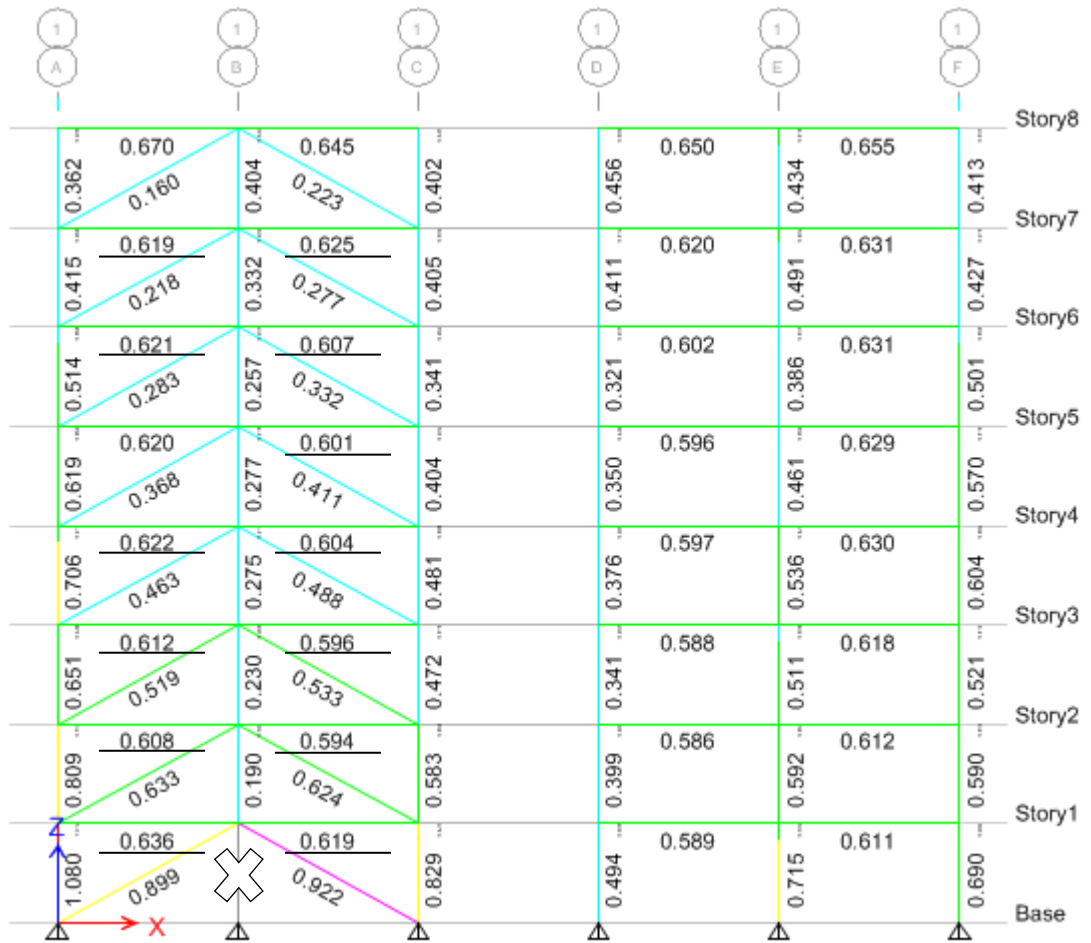 1 1 1 1 1 1
A B C D E F
Story8
0.670 0.645 0.650 0.655
0.362 0.160 0.404 0.223 0.402 0.456 0.434 0.413
Story7
0.619 0.625 0.620 0.631
0.415 0.218 0.332 0.277 0.405 0.411 0.491 0.427
Story6
0.621 0.607 0.602 0.631
0.514 0.283 0.257 0.332 0.341 0.321 0.386 0.501
Story5
0.620 0.601 0.596 0.629
0.619 0.368 0.277 0.411 0.404 0.350 0.461 0.570
Story4
0.622 0.604 0.597 0.630
0.706 0.463 0.275 0.488 0.481 0.376 0.536 0.604
Story3
0.612 0.596 0.588 0.618
0.651 0.519 0.230 0.533 0.472 0.341 0.511 0.521
Story2
0.608 0.594 0.586 0.612
0.809 0.633 0.190 0.624 0.583 0.399 0.592 0.590
Z Story1
0.636 0.619 0.589 0.611
1.080 0.899 0.922 0.829 0.494 0.715 0.690
X Base